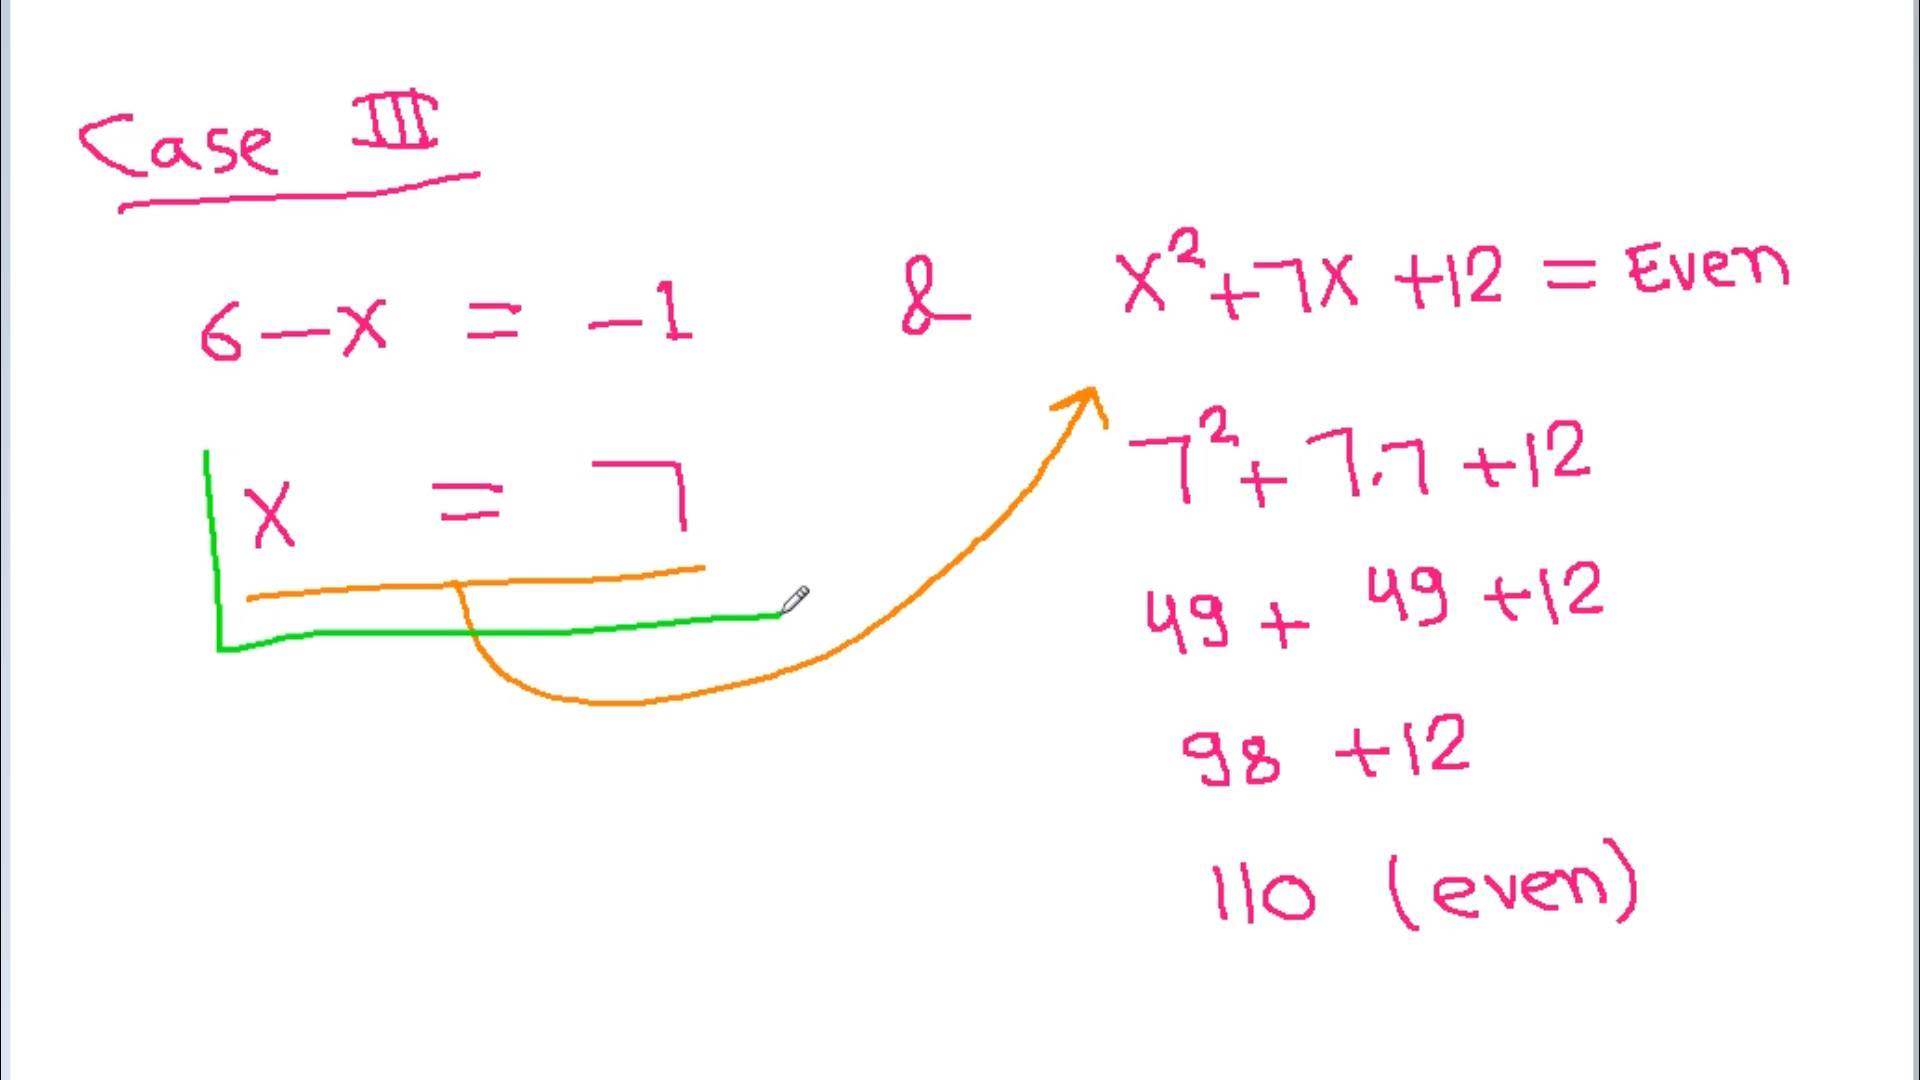 Case III
6 - x = -1 & x² + 7x + 12 = Even
x = 7
7² + 7.7 + 12
49 + 49 + 12
98 + 12
110 (even)